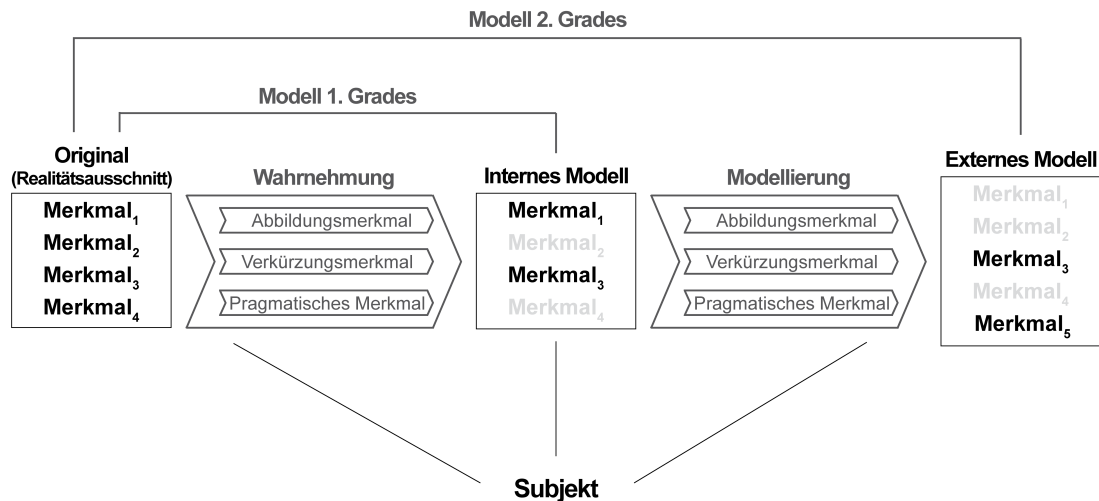 Modell 2. Grades
Modell 1. Grades
Original
(Realitätsausschnitt)
Merkmal₁
Merkmal₂
Merkmal₃
Merkmal₄
Wahrnehmung
Abbildungsmerkmal
Verkürzungsmerkmal
Pragmatisches Merkmal
Internes Modell
Merkmal₁
Merkmal₂
Merkmal₃
Merkmal₄
Modellierung
Abbildungsmerkmal
Verkürzungsmerkmal
Pragmatisches Merkmal
Externes Modell
Merkmal₁
Merkmal₂
Merkmal₃
Merkmal₄
Merkmal₅
Subjekt